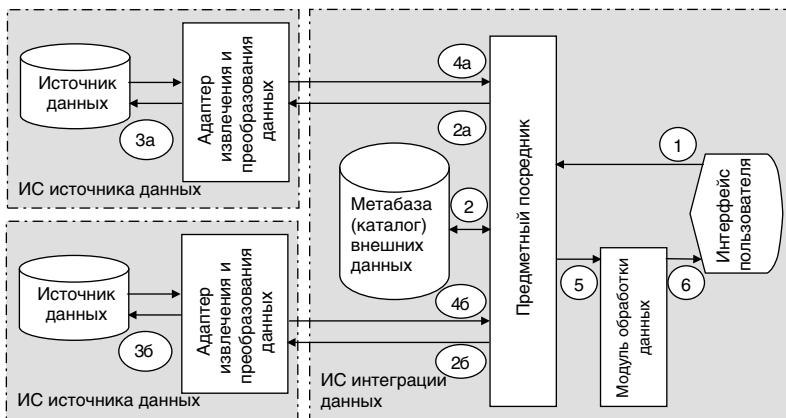 Источник
данных
3а
Адаптер
извлечения и
преобразования
данных
ИС источника данных
Источник
данных
3б
Адаптер
извлечения и
преобразования
данных
ИС источника данных
4а
2а
Метабаза
(каталог)
внешних
данных
2
4б
2б
ИС интеграции
данных
Предметный посредник
1
Интерфейс
пользователя
5
6
Модуль обработки
данных